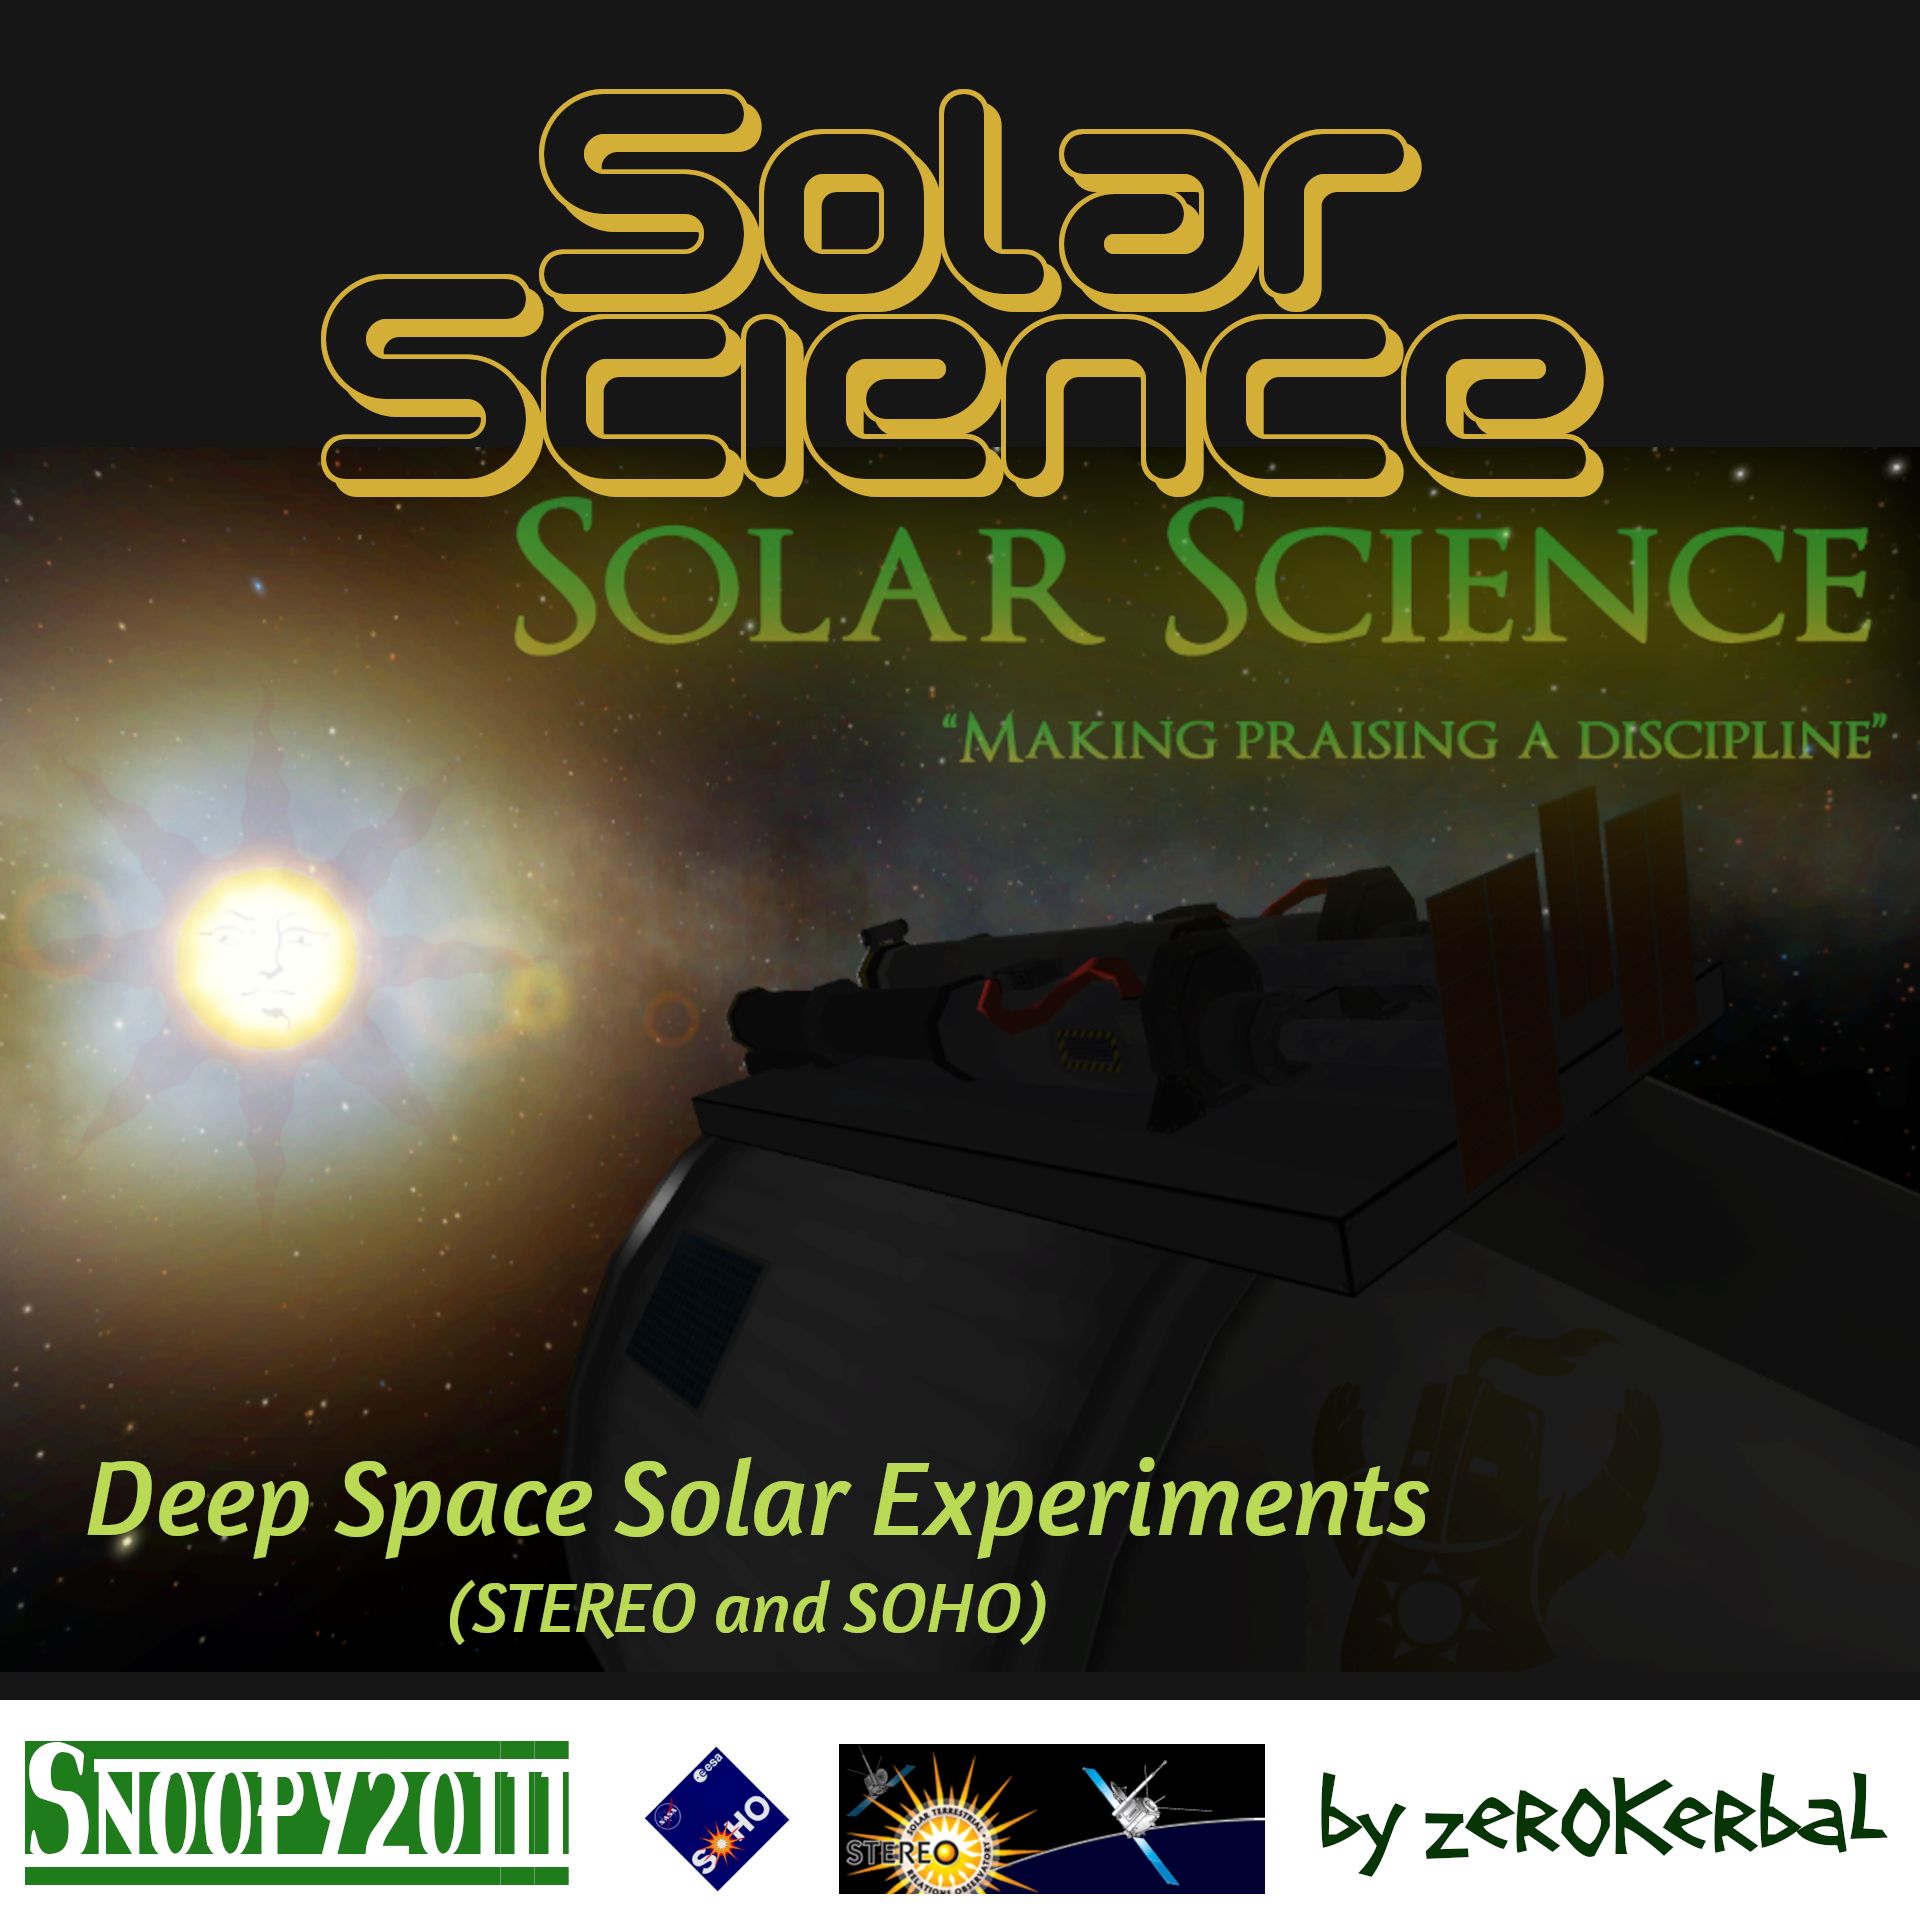 Solar
Science
SOLAR SCIENCE
“MAKING PRAISING A DISCIPLINE”
Deep Space Solar Experiments
(STEREO and SOHO)
SNOOPY20111
esa
NASA
SOHO
SOLAR TERRESTRIAL
STEREO
RELATIONS OBSERVATORY
by zeroKerbal